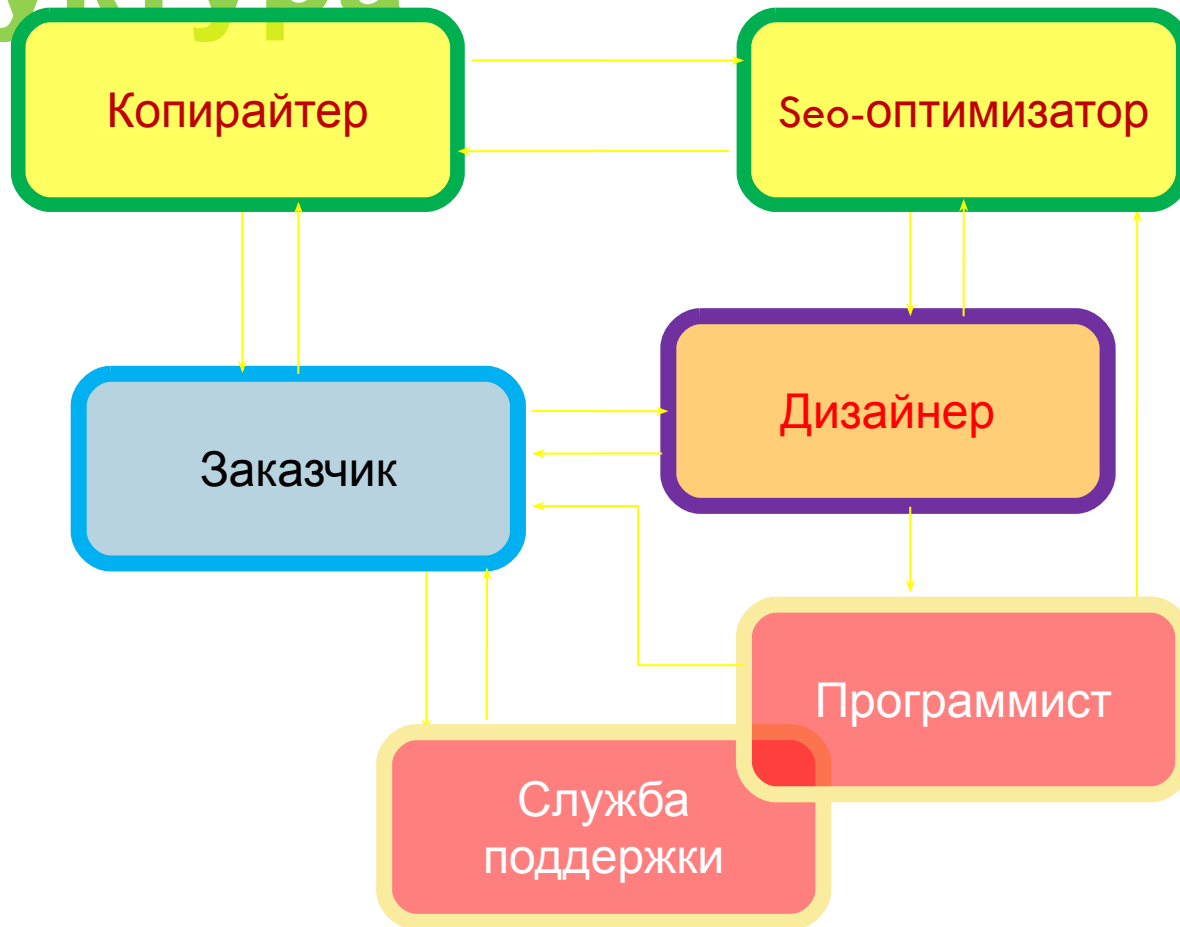 Копирайтер
Seo-оптимизатор
Дизайнер
Заказчик
Программист
Служба
поддержки